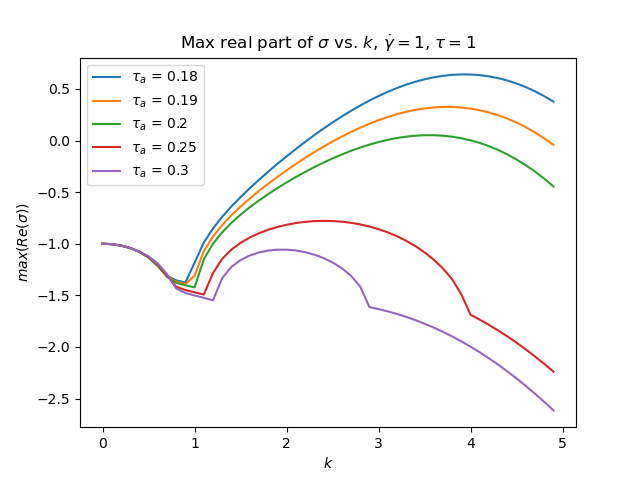 Max real part of σ vs. k, γ̇ = 1, τ = 1
τₐ = 0.18
τₐ = 0.19
τₐ = 0.2
τₐ = 0.25
τₐ = 0.3
max(Re(σ))
0.5
0.0
−0.5
−1.0
−1.5
−2.0
−2.5
0 1 2 3 4 5
k